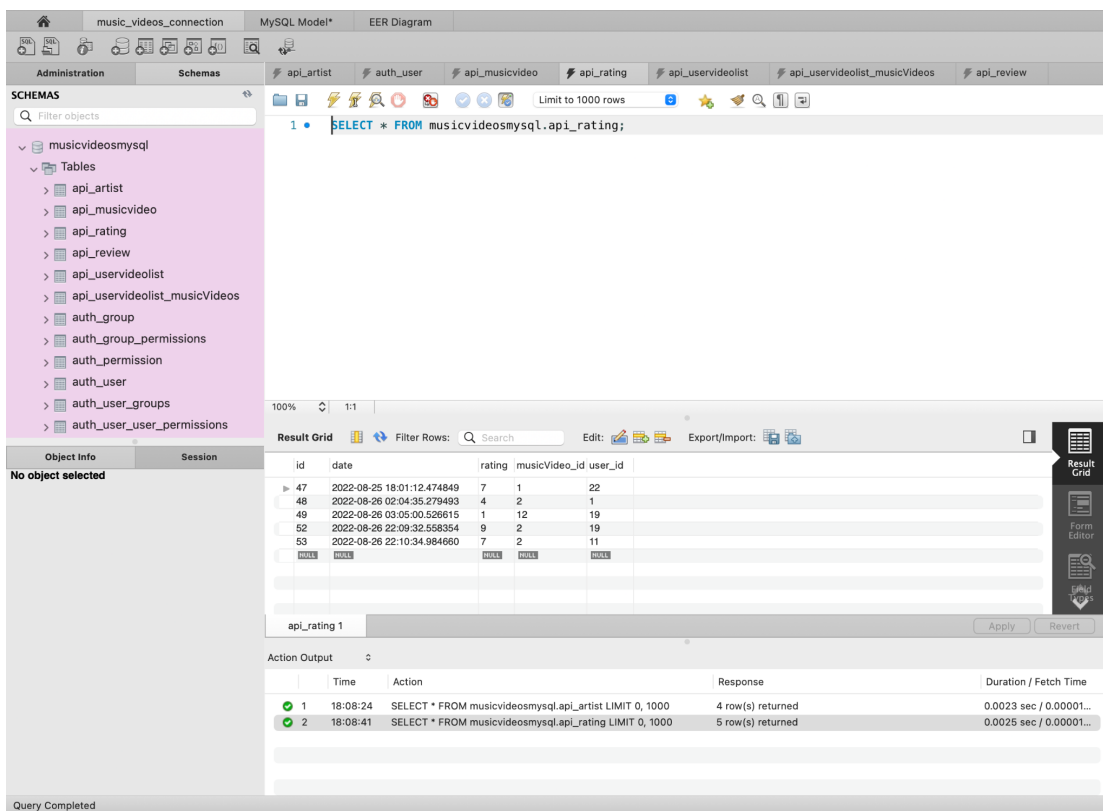 music_videos_connection MySQL Model* EER Diagram
SQL SQL
Administration Schemas api_artist auth_user api_musicvideo api_rating api_uservideolist api_uservideolist_musicVideos api_review
SCHEMAS
Limit to 1000 rows
Filter objects
1 SELECT * FROM musicvideosmysql.api_rating;
musicvideosmysql
Tables
api_artist
api_musicvideo
api_rating
api_review
api_uservideolist
api_uservideolist_musicVideos
auth_group
auth_group_permissions
auth_permission
auth_user
auth_user_groups
auth_user_user_permissions
100% 1:1
Result Grid Filter Rows: Search Edit: Export/Import:
Object Info Session
No object selected
id date rating musicVideo_id user_id
47 2022-08-25 18:01:12.474849 7 1 22
48 2022-08-26 02:04:35.279493 4 2 1
49 2022-08-26 03:05:00.526615 1 12 19
52 2022-08-26 22:09:32.558354 9 2 19
53 2022-08-26 22:10:34.984660 7 2 11
NULL NULL NULL NULL NULL
Result Grid
Form Editor
Field Types
api_rating 1 Apply Revert
Action Output
Time Action Response Duration / Fetch Time
1 18:08:24 SELECT * FROM musicvideosmysql.api_artist LIMIT 0, 1000 4 row(s) returned 0.0023 sec / 0.00001...
2 18:08:41 SELECT * FROM musicvideosmysql.api_rating LIMIT 0, 1000 5 row(s) returned 0.0025 sec / 0.00001...
Query Completed